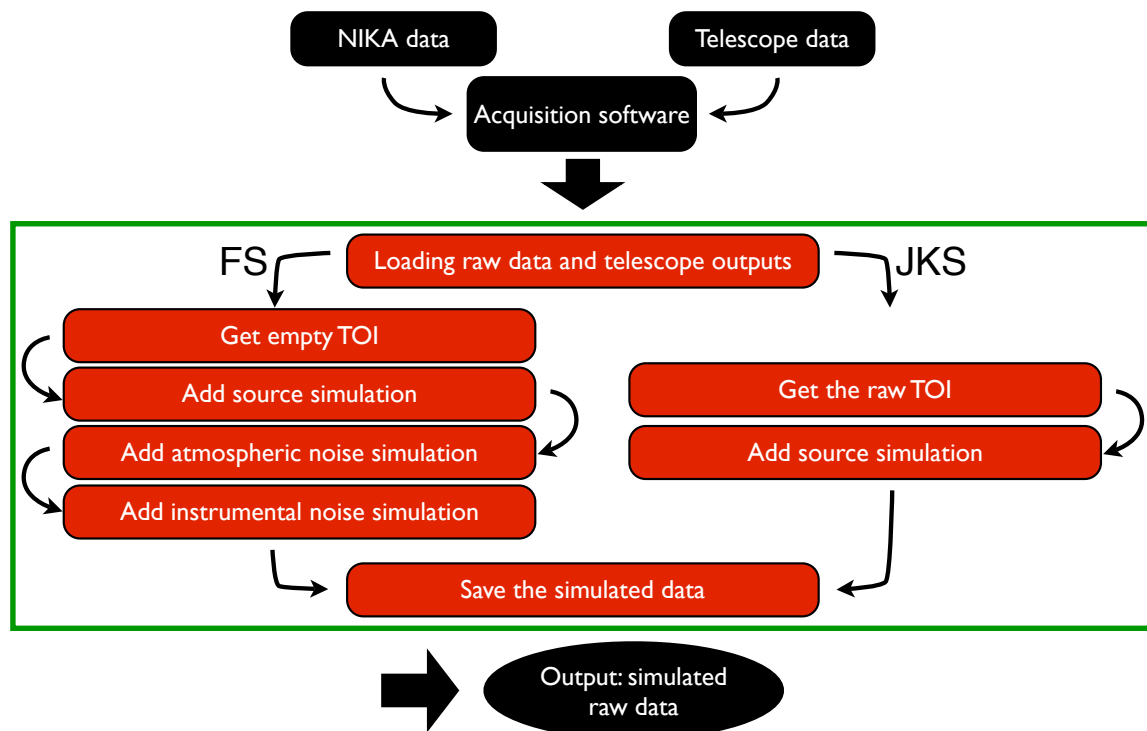 NIKA data
Telescope data
Acquisition software
FS
Loading raw data and telescope outputs
JKS
Get empty TOI
Add source simulation
Add atmospheric noise simulation
Add instrumental noise simulation
Get the raw TOI
Add source simulation
Save the simulated data
Output: simulated
raw data